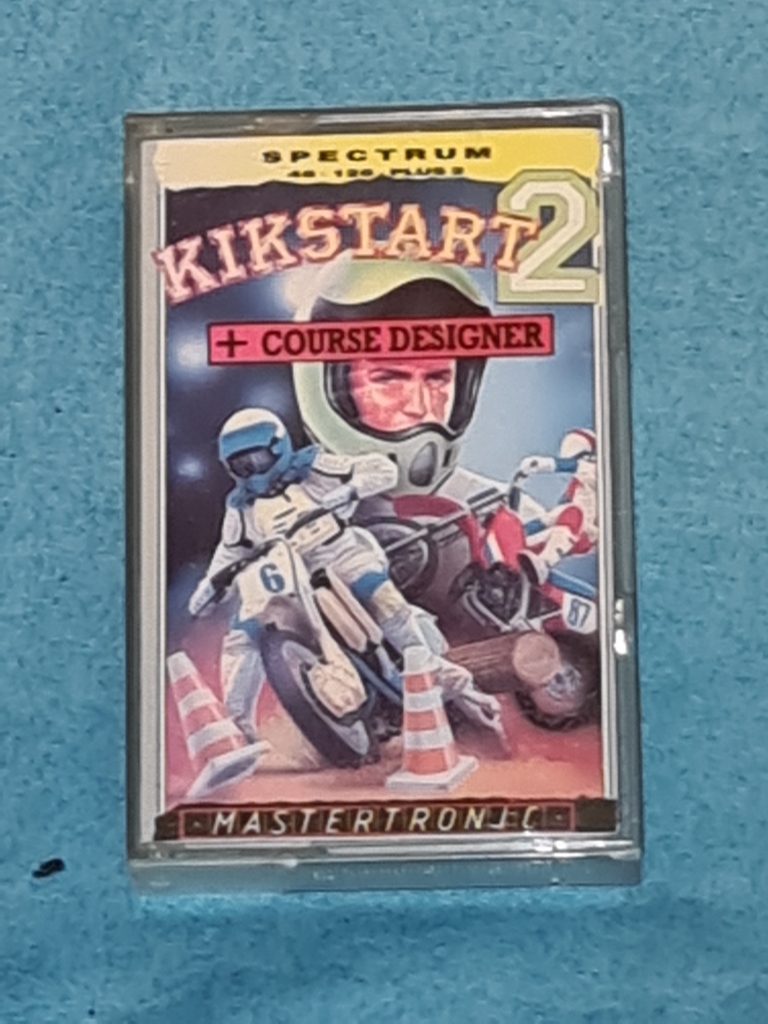 SPECTRUM
48 · 128 · PLUS 2
KIKSTART 2
+ COURSE DESIGNER
6
87
- MASTERTRONIC -